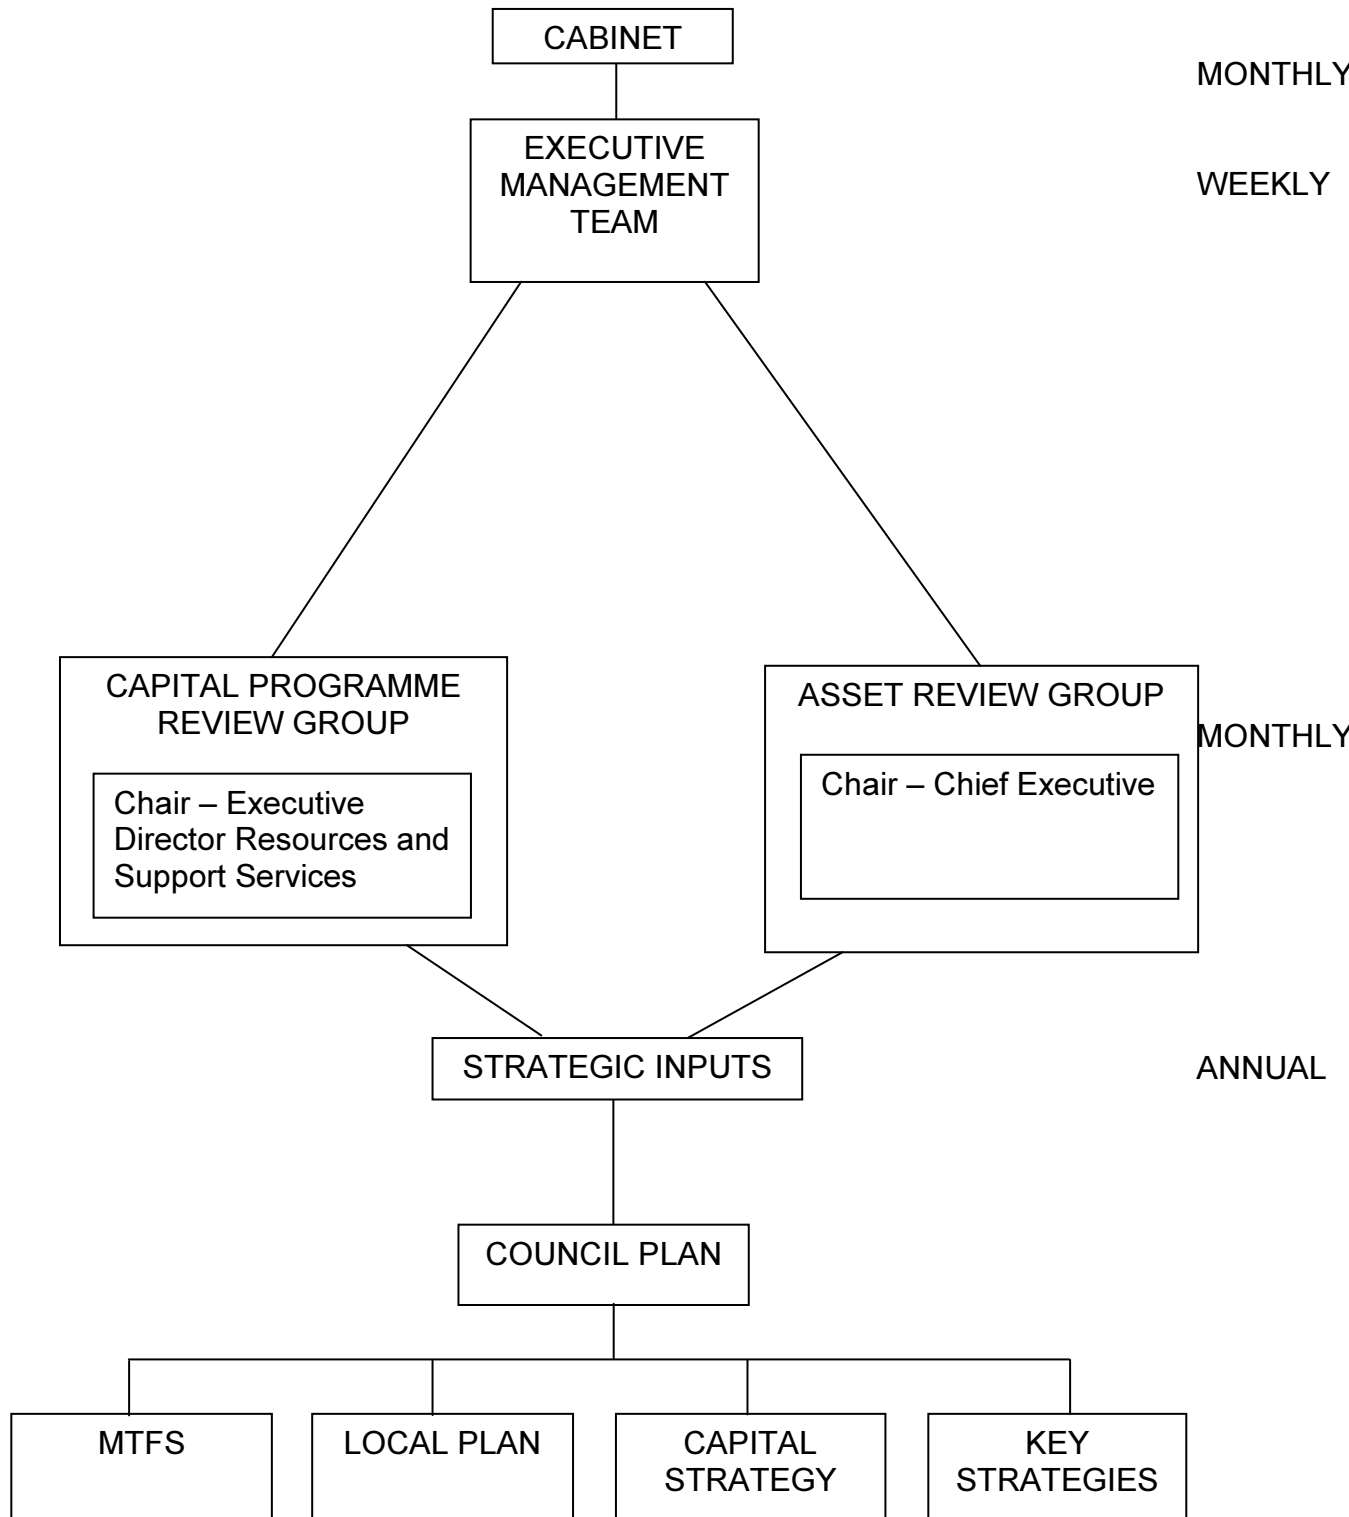 CABINET
MONTHLY
EXECUTIVE
MANAGEMENT
TEAM
WEEKLY
CAPITAL PROGRAMME
REVIEW GROUP
Chair – Executive
Director Resources and
Support Services
ASSET REVIEW GROUP
Chair – Chief Executive
MONTHLY
STRATEGIC INPUTS
ANNUAL
COUNCIL PLAN
MTFS
LOCAL PLAN
CAPITAL
STRATEGY
KEY
STRATEGIES